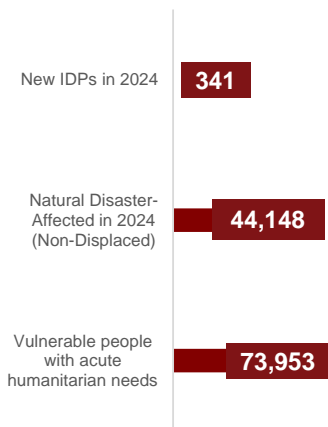 New IDPs in 2024
341
Natural Disaster-
Affected in 2024
(Non-Displaced)
44,148
Vulnerable people
with acute
humanitarian needs
73,953